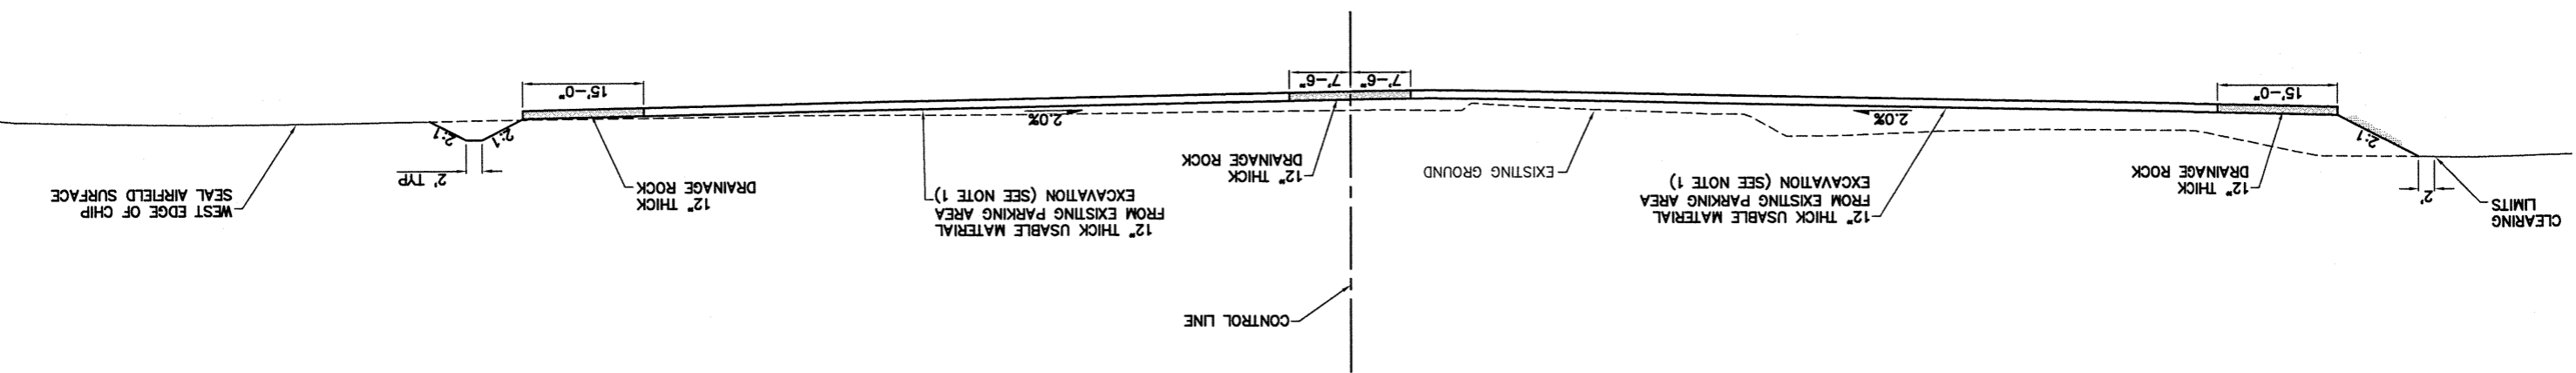 CONTROL LINE
CLEARING
LIMITS
2'
12" THICK
DRAINAGE ROCK
12" THICK USABLE MATERIAL
FROM EXISTING PARKING AREA
EXCAVATION (SEE NOTE 1)
EXISTING GROUND
12" THICK
DRAINAGE ROCK
12" THICK USABLE MATERIAL
FROM EXISTING PARKING AREA
EXCAVATION (SEE NOTE 1)
12" THICK
DRAINAGE ROCK
2' TYP
WEST EDGE OF CHIP
SEAL AIRFIELD SURFACE
2:1
2.0%
2.0%
2:1
2:1
15'-0"
7'-6"
7'-6"
15'-0"